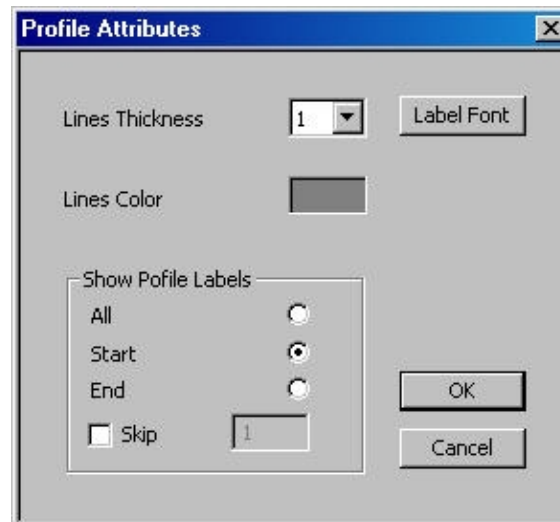 Profile Attributes
Lines Thickness 1 Label Font
Lines Color
Show Pofile Labels
All
Start
End
Skip 1
OK
Cancel